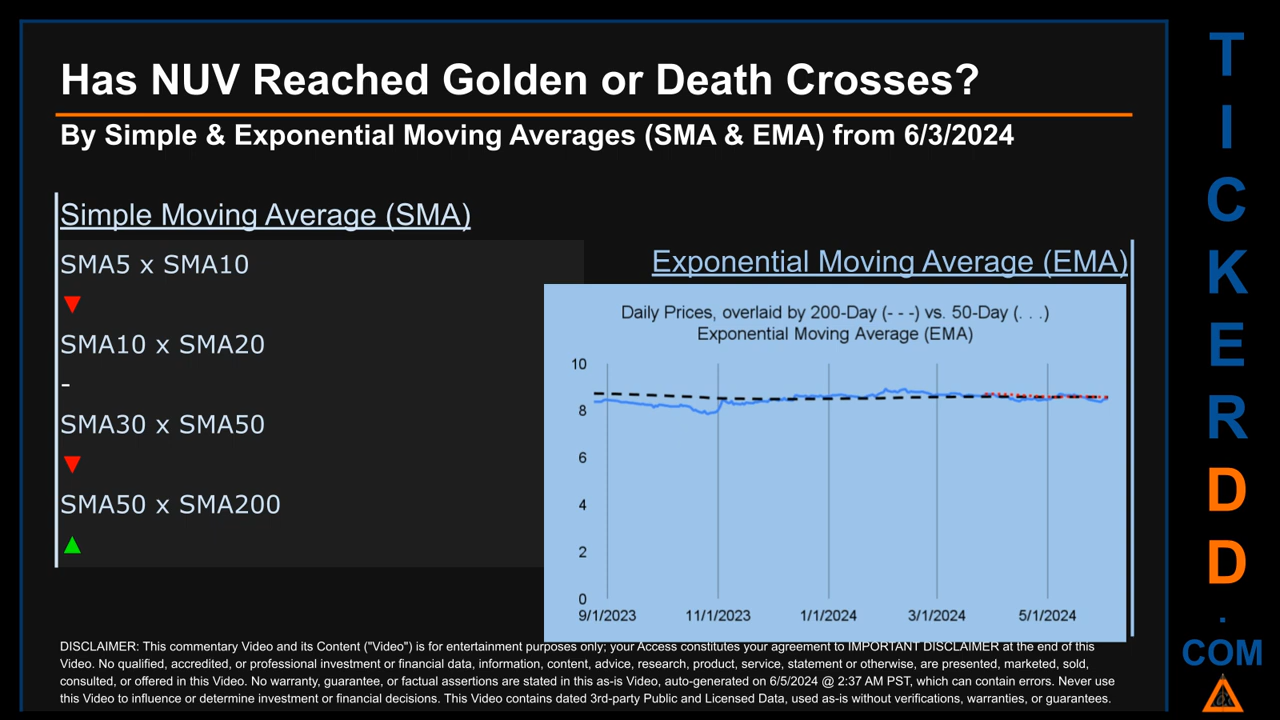 Has NUV Reached Golden or Death Crosses?
By Simple & Exponential Moving Averages (SMA & EMA) from 6/3/2024
Simple Moving Average (SMA)
SMA5 x SMA10
▼
SMA10 x SMA20
-
SMA30 x SMA50
▼
SMA50 x SMA200
▲
Exponential Moving Average (EMA)
Daily Prices, overlaid by 200-Day (- - -) vs. 50-Day (. . .)
Exponential Moving Average (EMA)
10
8
6
4
2
0
9/1/2023 11/1/2023 1/1/2024 3/1/2024 5/1/2024
DISCLAIMER: This commentary Video and its Content ("Video") is for entertainment purposes only; your Access constitutes your agreement to IMPORTANT DISCLAIMER at the end of this
Video. No qualified, accredited, or professional investment or financial data, information, content, advice, research, product, service, statement or otherwise, are presented, marketed, sold,
consulted, or offered in this Video. No warranty, guarantee, or factual assertions are stated in this as-is Video, auto-generated on 6/5/2024 @ 2:37 AM PST, which can contain errors. Never use
this Video to influence or determine investment or financial decisions. This Video contains dated 3rd-party Public and Licensed Data, used as-is without verifications, warranties, or guarantees.
T
I
C
K
E
R
D
D
.
COM